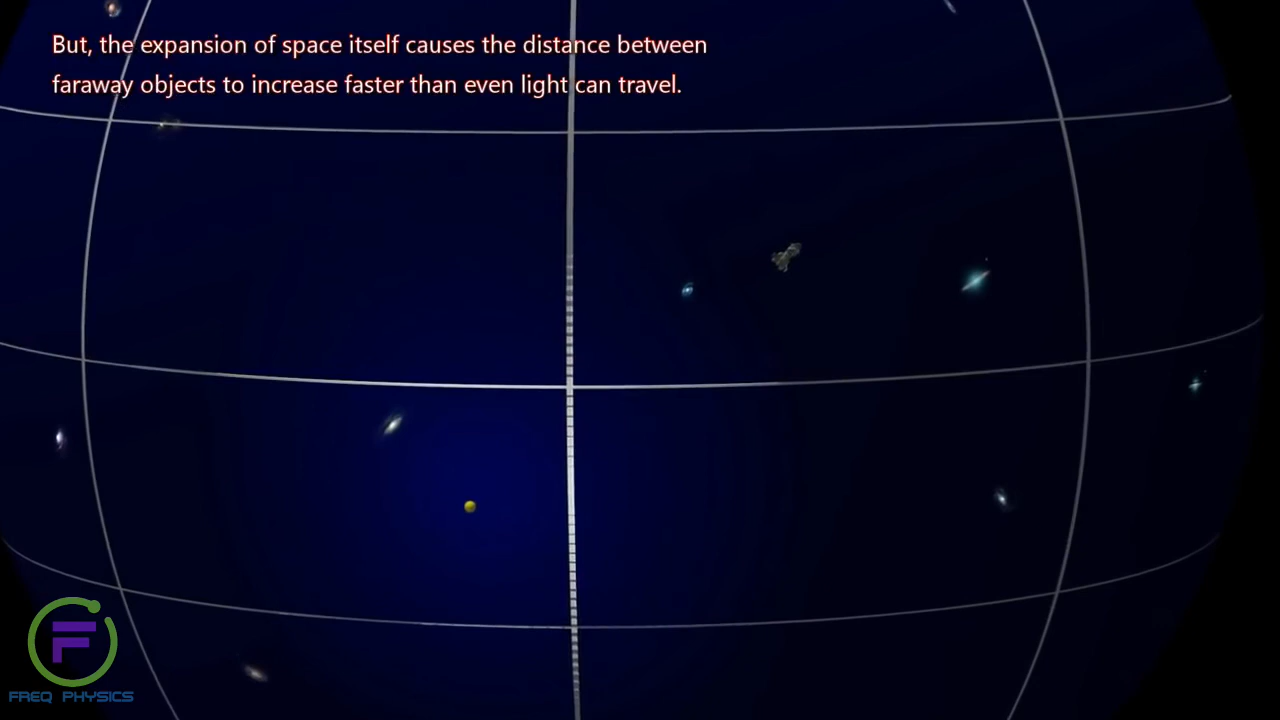 But, the expansion of space itself causes the distance between
faraway objects to increase faster than even light can travel.
F
FREQ PHYSICS